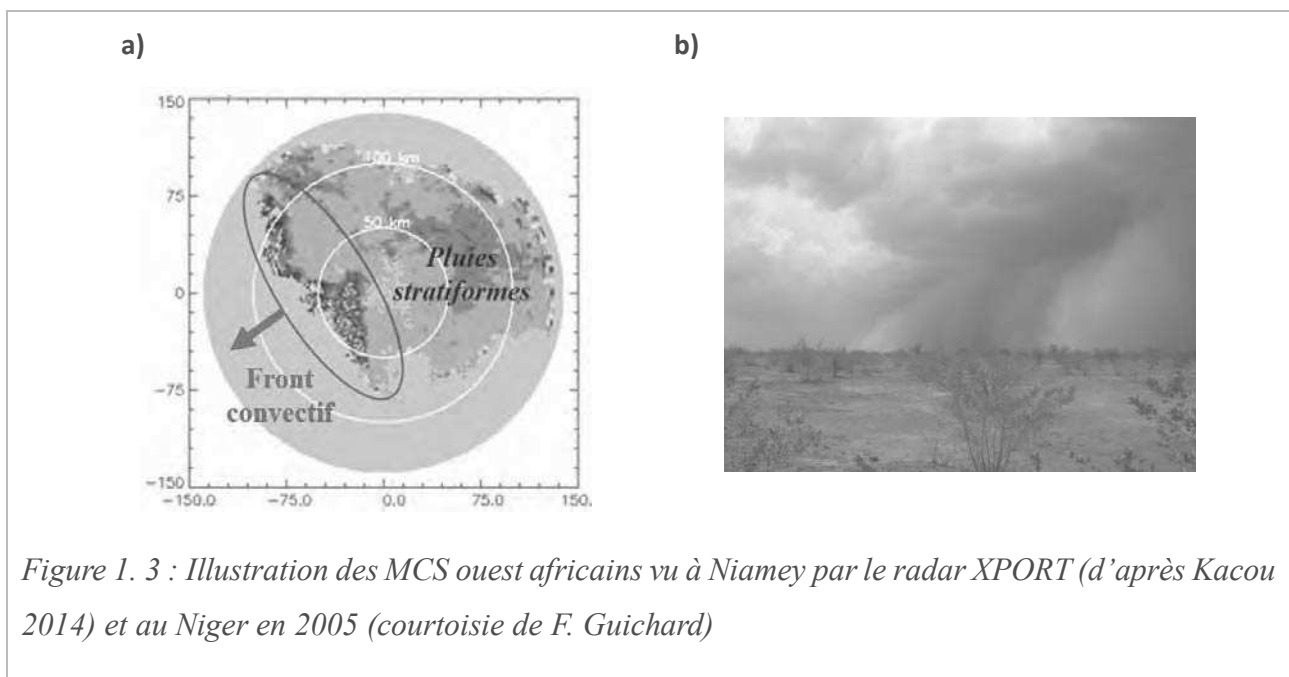 a)
b)
150
75
0
-75
-150
-150.0 -75.0 0.0 75.0 150.
100 km
50 km
Pluies
stratiformes
Front
convectif
Figure 1. 3 : Illustration des MCS ouest africains vu à Niamey par le radar XPORT (d’après Kacou
2014) et au Niger en 2005 (courtoisie de F. Guichard)